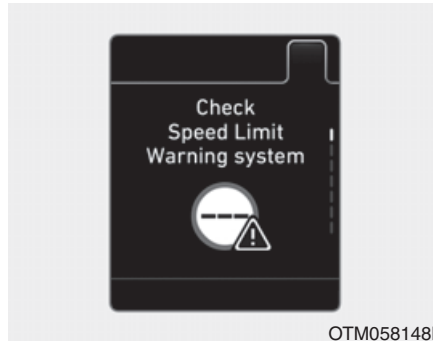 Check
Speed Limit
Warning system
---
OTM058148